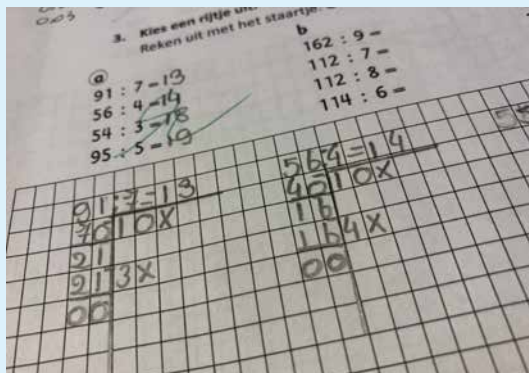 0,03
3. Kies een rijtje uit
Reken uit met het staartje.
a
91 : 7 = 13
56 : 4 = 14
54 : 3 = 18
95 : 5 = 19
b
162 : 9 =
112 : 7 =
112 : 8 =
114 : 6 =
91:7=13
70 10X
21
21 3X
00
56:4=14
40 10X
16
16 4X
00